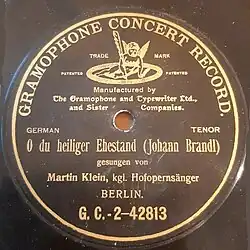 GRAMOPHONE CONCERT RECORD.
TRADE MARK
PATENTED PATENTED
Manufactured by
The Gramophone and Typewriter Ltd.,
and Sister Companies.
GERMAN TENOR
O du heiliger Ehestand (Johann Brandl)
gesungen von
Martin Klein, kgl. Hofopernsänger
BERLIN.
G. C.-2-42813